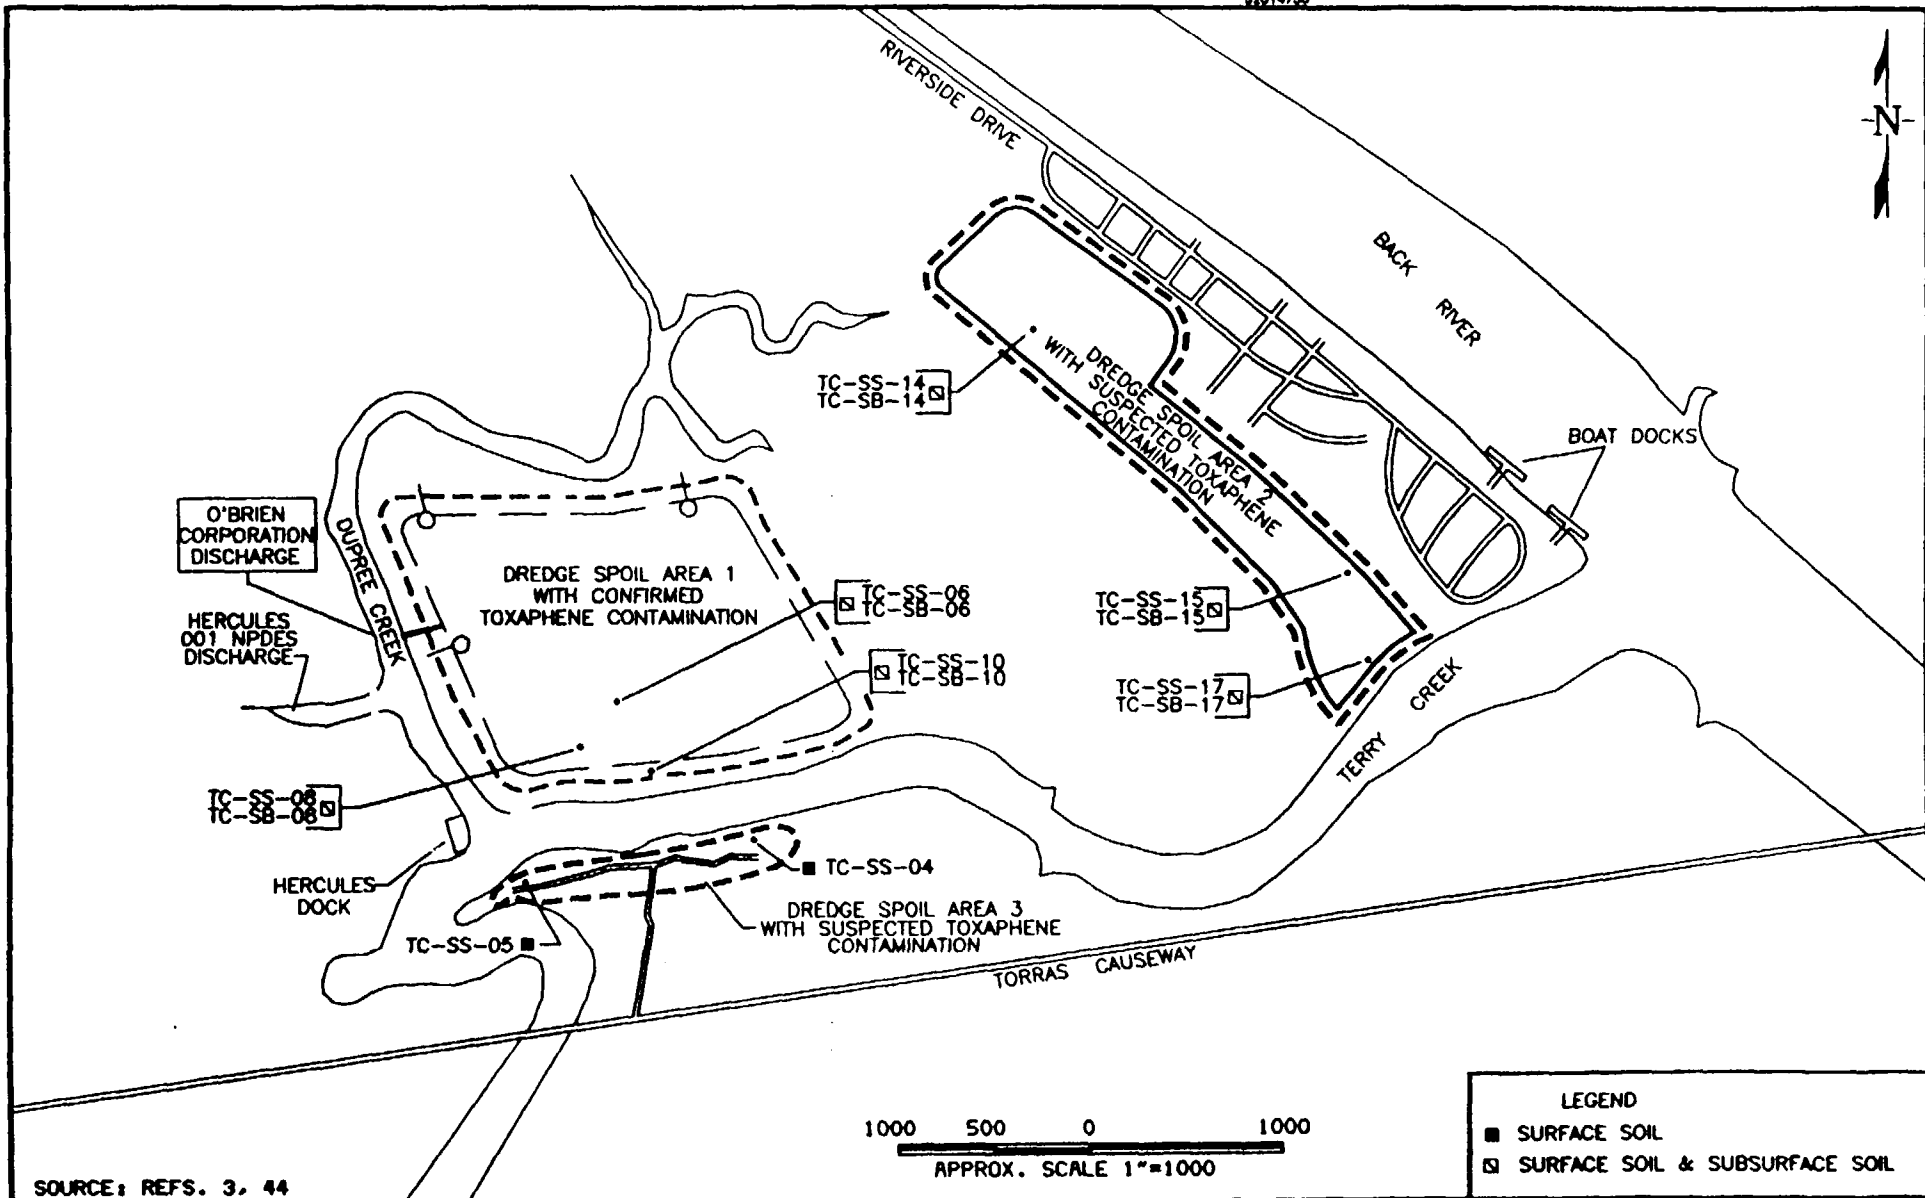 RIVERSIDE DRIVE
N
BACK RIVER
TC-SS-14
TC-SB-14
DREDGE SPOIL AREA 2
WITH SUSPECTED TOXAPHENE
CONTAMINATION
BOAT DOCKS
O'BRIEN
CORPORATION
DISCHARGE
DUPREE CREEK
DREDGE SPOIL AREA 1
WITH CONFIRMED
TOXAPHENE CONTAMINATION
TC-SS-06
TC-SB-06
TC-SS-15
TC-SB-15
HERCULES
001 NPDES
DISCHARGE
TC-SS-10
TC-SB-10
TC-SS-17
TC-SB-17
TERRY CREEK
TC-SS-08
TC-SB-08
HERCULES
DOCK
TC-SS-04
DREDGE SPOIL AREA 3
WITH SUSPECTED TOXAPHENE
CONTAMINATION
TC-SS-05
TORRAS CAUSEWAY
1000 500 0 1000
APPROX. SCALE 1"=1000
LEGEND
SURFACE SOIL
SURFACE SOIL & SUBSURFACE SOIL
SOURCE: REFS. 3, 44